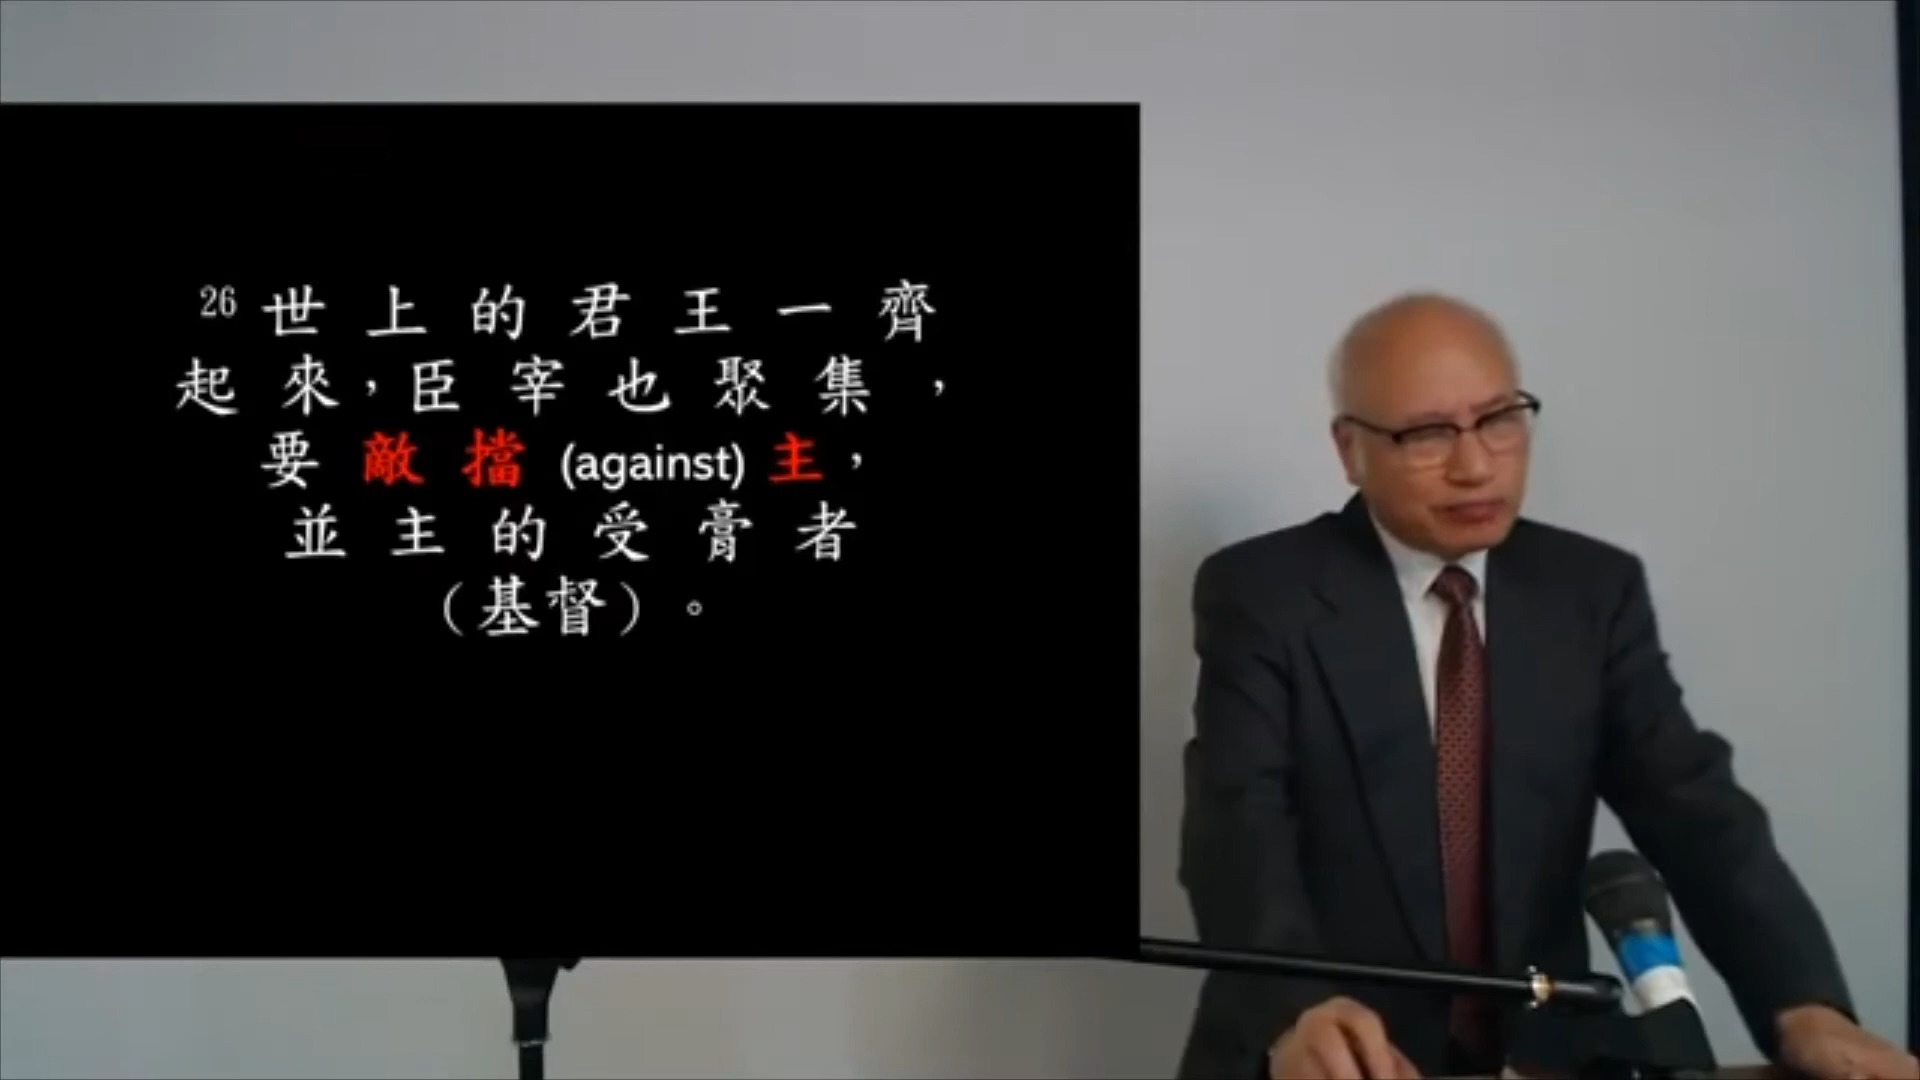 26 世上的君王一齊
起來，臣宰也聚集，
要敵擋 (against) 主，
並主的受膏者
（基督）。